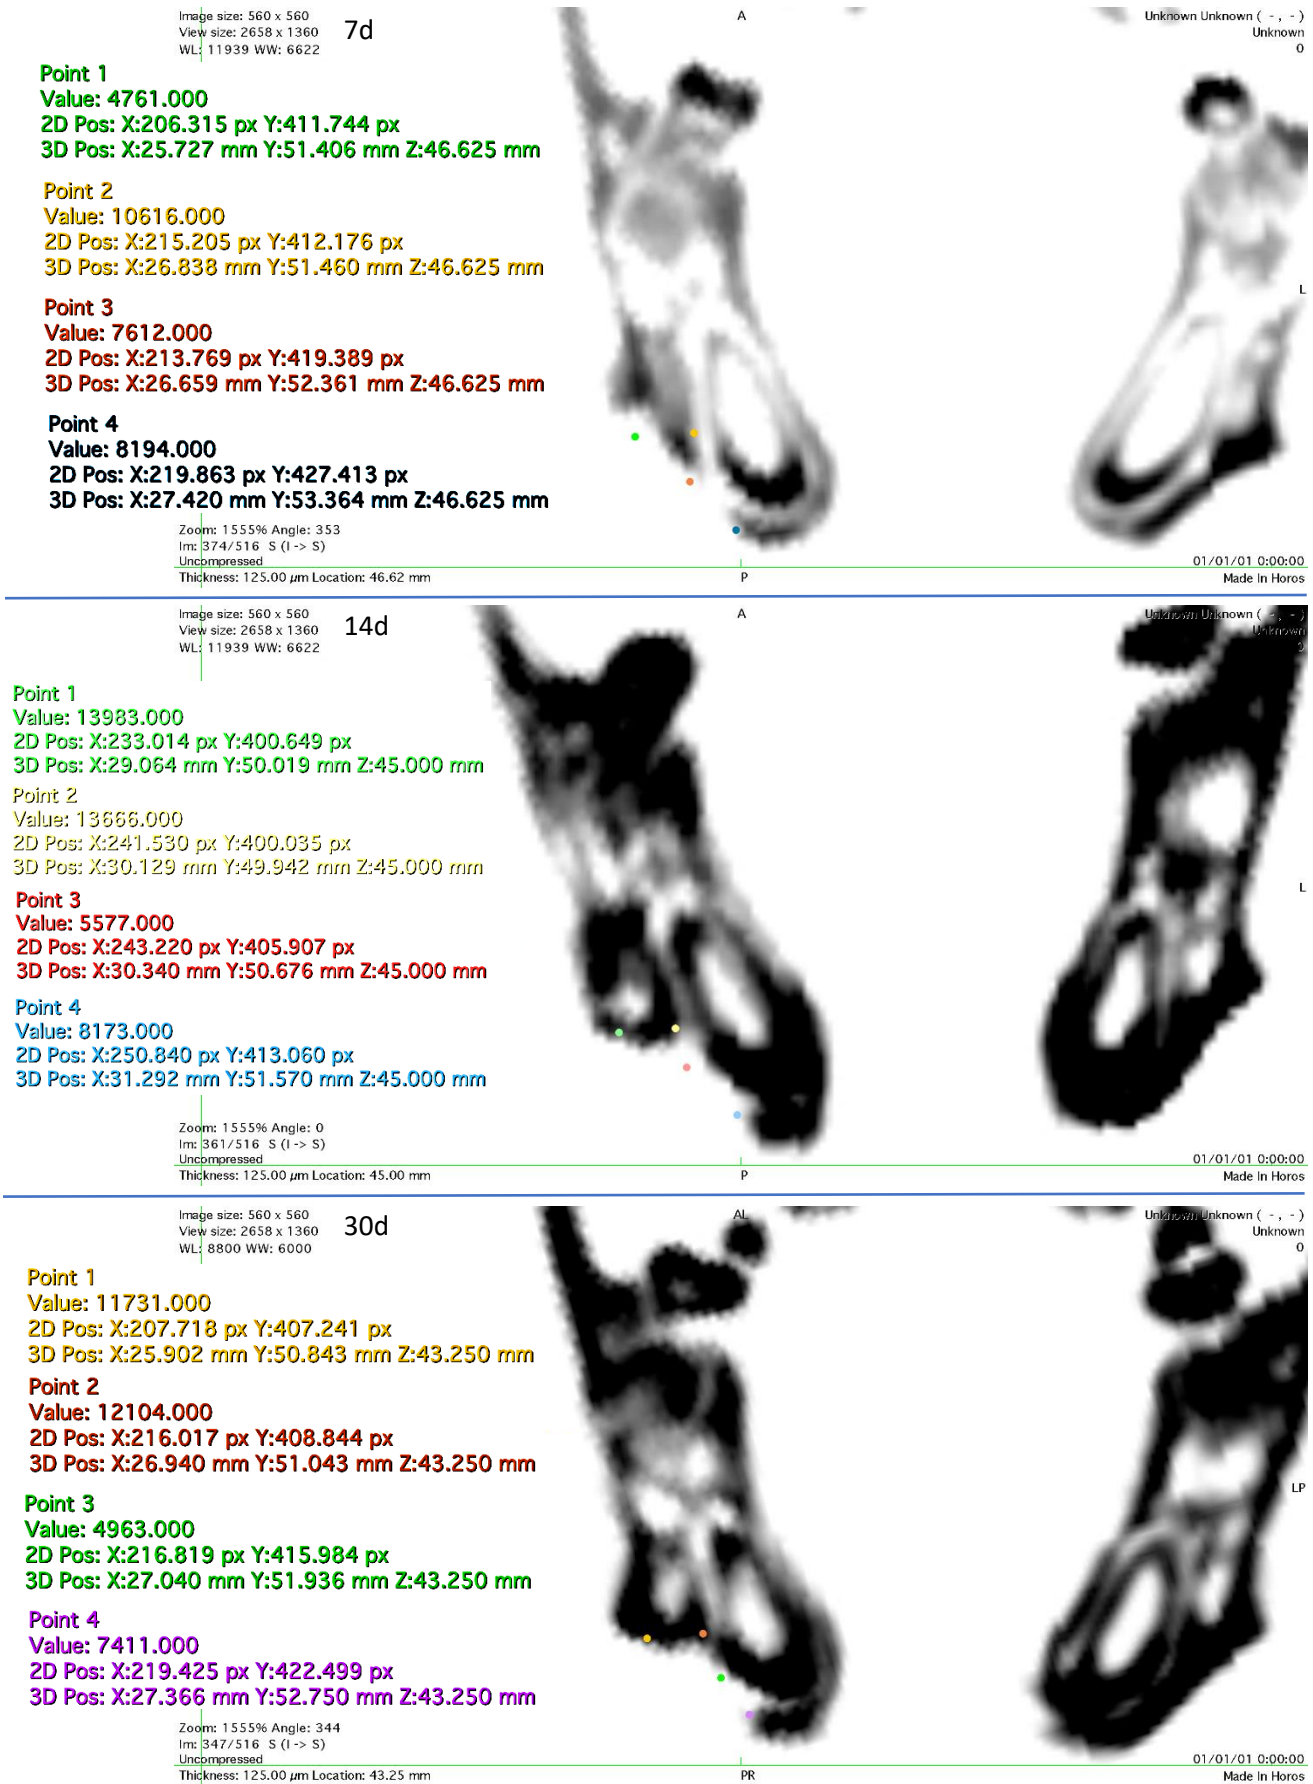 Image size: 560 x 560
View size: 2658 x 1360
WL: 11939 WW: 6622
7d
A
Unknown Unknown ( -, -)
Unknown
0
Point 1
Value: 4761.000
2D Pos: X:206.315 px Y:411.744 px
3D Pos: X:25.727 mm Y:51.406 mm Z:46.625 mm
Point 2
Value: 10616.000
2D Pos: X:215.205 px Y:412.176 px
3D Pos: X:26.838 mm Y:51.460 mm Z:46.625 mm
L
Point 3
Value: 7612.000
2D Pos: X:213.769 px Y:419.389 px
3D Pos: X:26.659 mm Y:52.361 mm Z:46.625 mm
Point 4
Value: 8194.000
2D Pos: X:219.863 px Y:427.413 px
3D Pos: X:27.420 mm Y:53.364 mm Z:46.625 mm
Zoom: 1555% Angle: 353
Im: 374/516 S (I -> S)
Uncompressed
Thickness: 125.00 µm Location: 46.62 mm
P
01/01/01 0:00:00
Made In Horos
Image size: 560 x 560
View size: 2658 x 1360
WL: 11939 WW: 6622
14d
A
Unknown Unknown ( -, -)
Unknown
Point 1
Value: 13983.000
2D Pos: X:233.014 px Y:400.649 px
3D Pos: X:29.064 mm Y:50.019 mm Z:45.000 mm
Point 2
Value: 13666.000
2D Pos: X:241.530 px Y:400.035 px
3D Pos: X:30.129 mm Y:49.942 mm Z:45.000 mm
L
Point 3
Value: 5577.000
2D Pos: X:243.220 px Y:405.907 px
3D Pos: X:30.340 mm Y:50.676 mm Z:45.000 mm
Point 4
Value: 8173.000
2D Pos: X:250.840 px Y:413.060 px
3D Pos: X:31.292 mm Y:51.570 mm Z:45.000 mm
Zoom: 1555% Angle: 0
Im: 361/516 S (I -> S)
Uncompressed
Thickness: 125.00 µm Location: 45.00 mm
P
01/01/01 0:00:00
Made In Horos
Image size: 560 x 560
View size: 2658 x 1360
WL: 8800 WW: 6000
30d
AL
Unknown Unknown ( -, -)
Unknown
0
Point 1
Value: 11731.000
2D Pos: X:207.718 px Y:407.241 px
3D Pos: X:25.902 mm Y:50.843 mm Z:43.250 mm
Point 2
Value: 12104.000
2D Pos: X:216.017 px Y:408.844 px
3D Pos: X:26.940 mm Y:51.043 mm Z:43.250 mm
LP
Point 3
Value: 4963.000
2D Pos: X:216.819 px Y:415.984 px
3D Pos: X:27.040 mm Y:51.936 mm Z:43.250 mm
Point 4
Value: 7411.000
2D Pos: X:219.425 px Y:422.499 px
3D Pos: X:27.366 mm Y:52.750 mm Z:43.250 mm
Zoom: 1555% Angle: 344
Im: 347/516 S (I -> S)
Uncompressed
Thickness: 125.00 µm Location: 43.25 mm
PR
01/01/01 0:00:00
Made In Horos